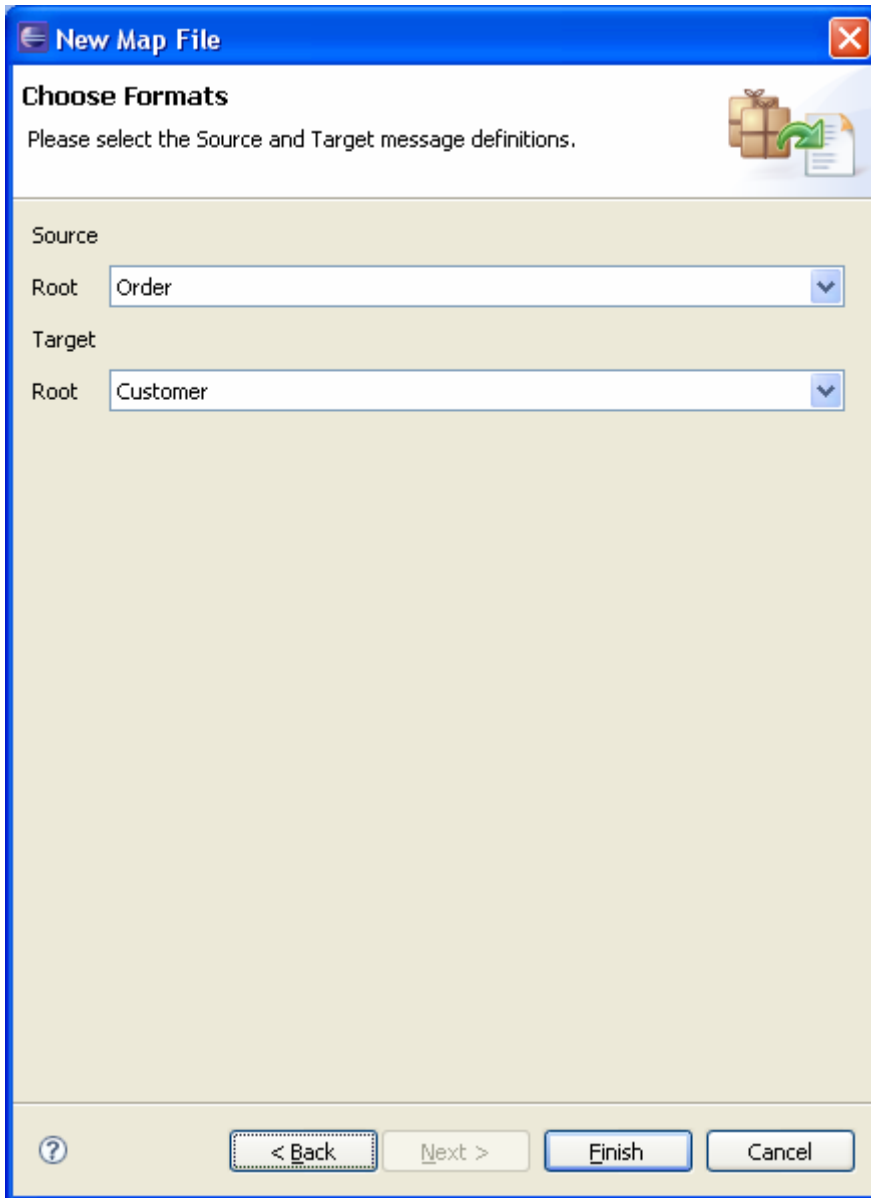 New Map File
Choose Formats
Please select the Source and Target message definitions.
Source
Root Order
Target
Root Customer
? < Back Next > Finish Cancel